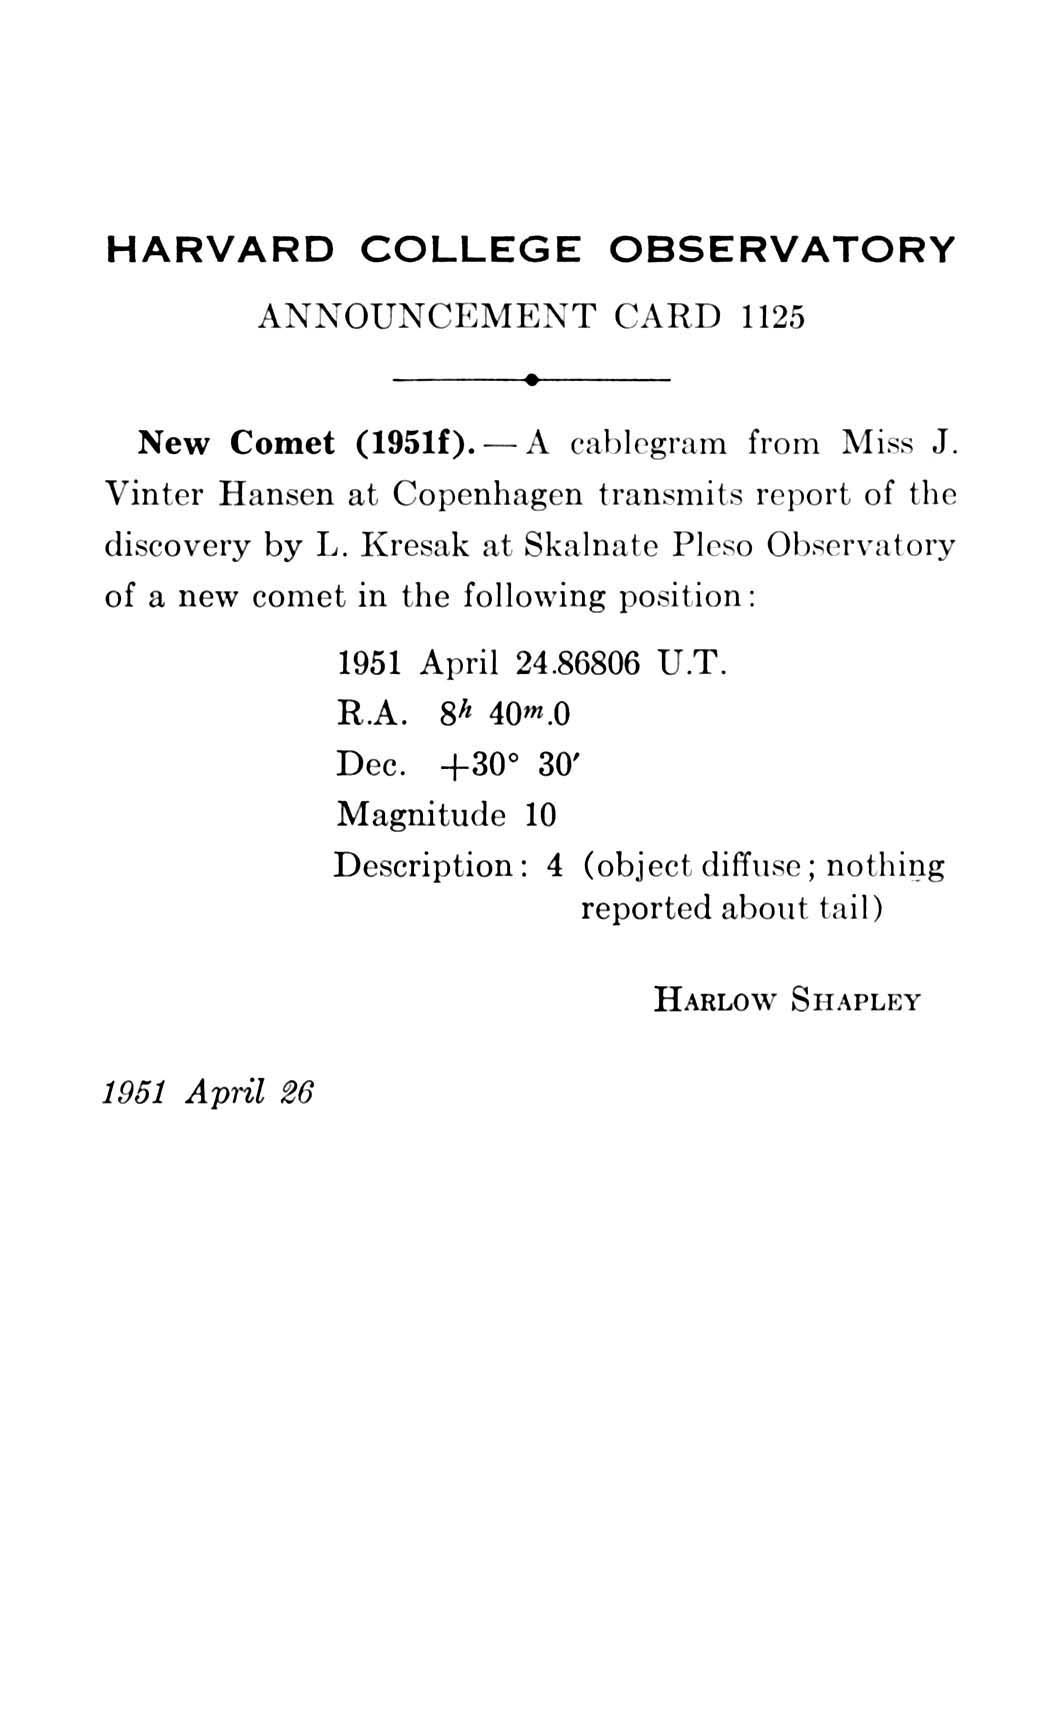 HARVARD COLLEGE OBSERVATORY
ANNOUNCEMENT CARD 1125
New Comet (1951f). — A cablegram from Miss J.
Vinter Hansen at Copenhagen transmits report of the
discovery by L. Kresak at Skalnate Pleso Observatory
of a new comet in the following position:
1951 April 24.86806 U.T.
R.A. 8ʰ 40ᵐ.0
Dec. +30° 30′
Magnitude 10
Description: 4 (object diffuse; nothing
reported about tail)
HARLOW SHAPLEY
1951 April 26